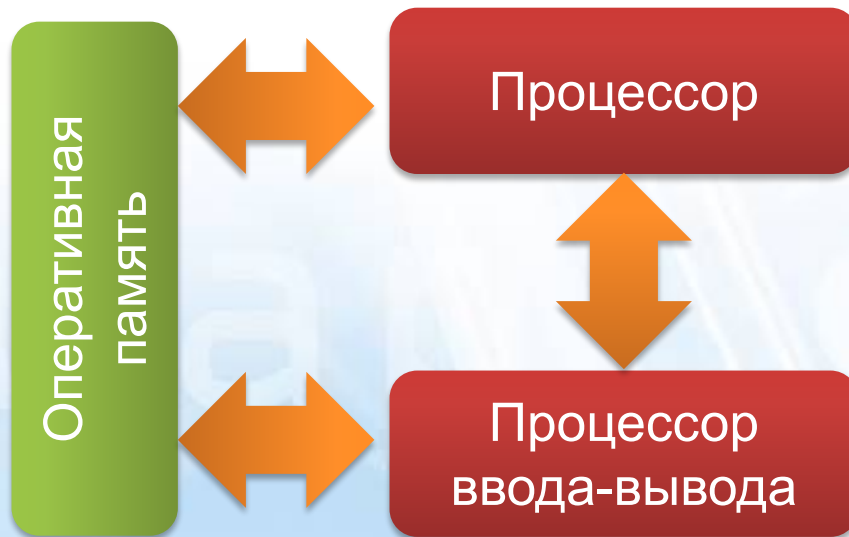 Оперативная
память
Процессор
Процессор
ввода-вывода